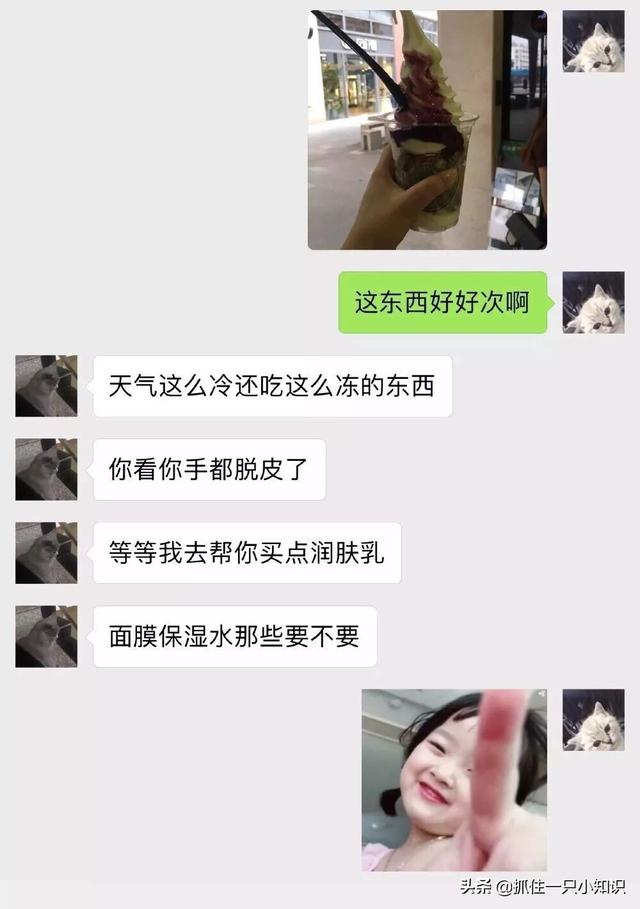 这东西好好次啊
天气这么冷还吃这么冻的东西
你看你手都脱皮了
等等我去帮你买点润肤乳
面膜保湿水那些要不要
头条 @抓住一只小知识